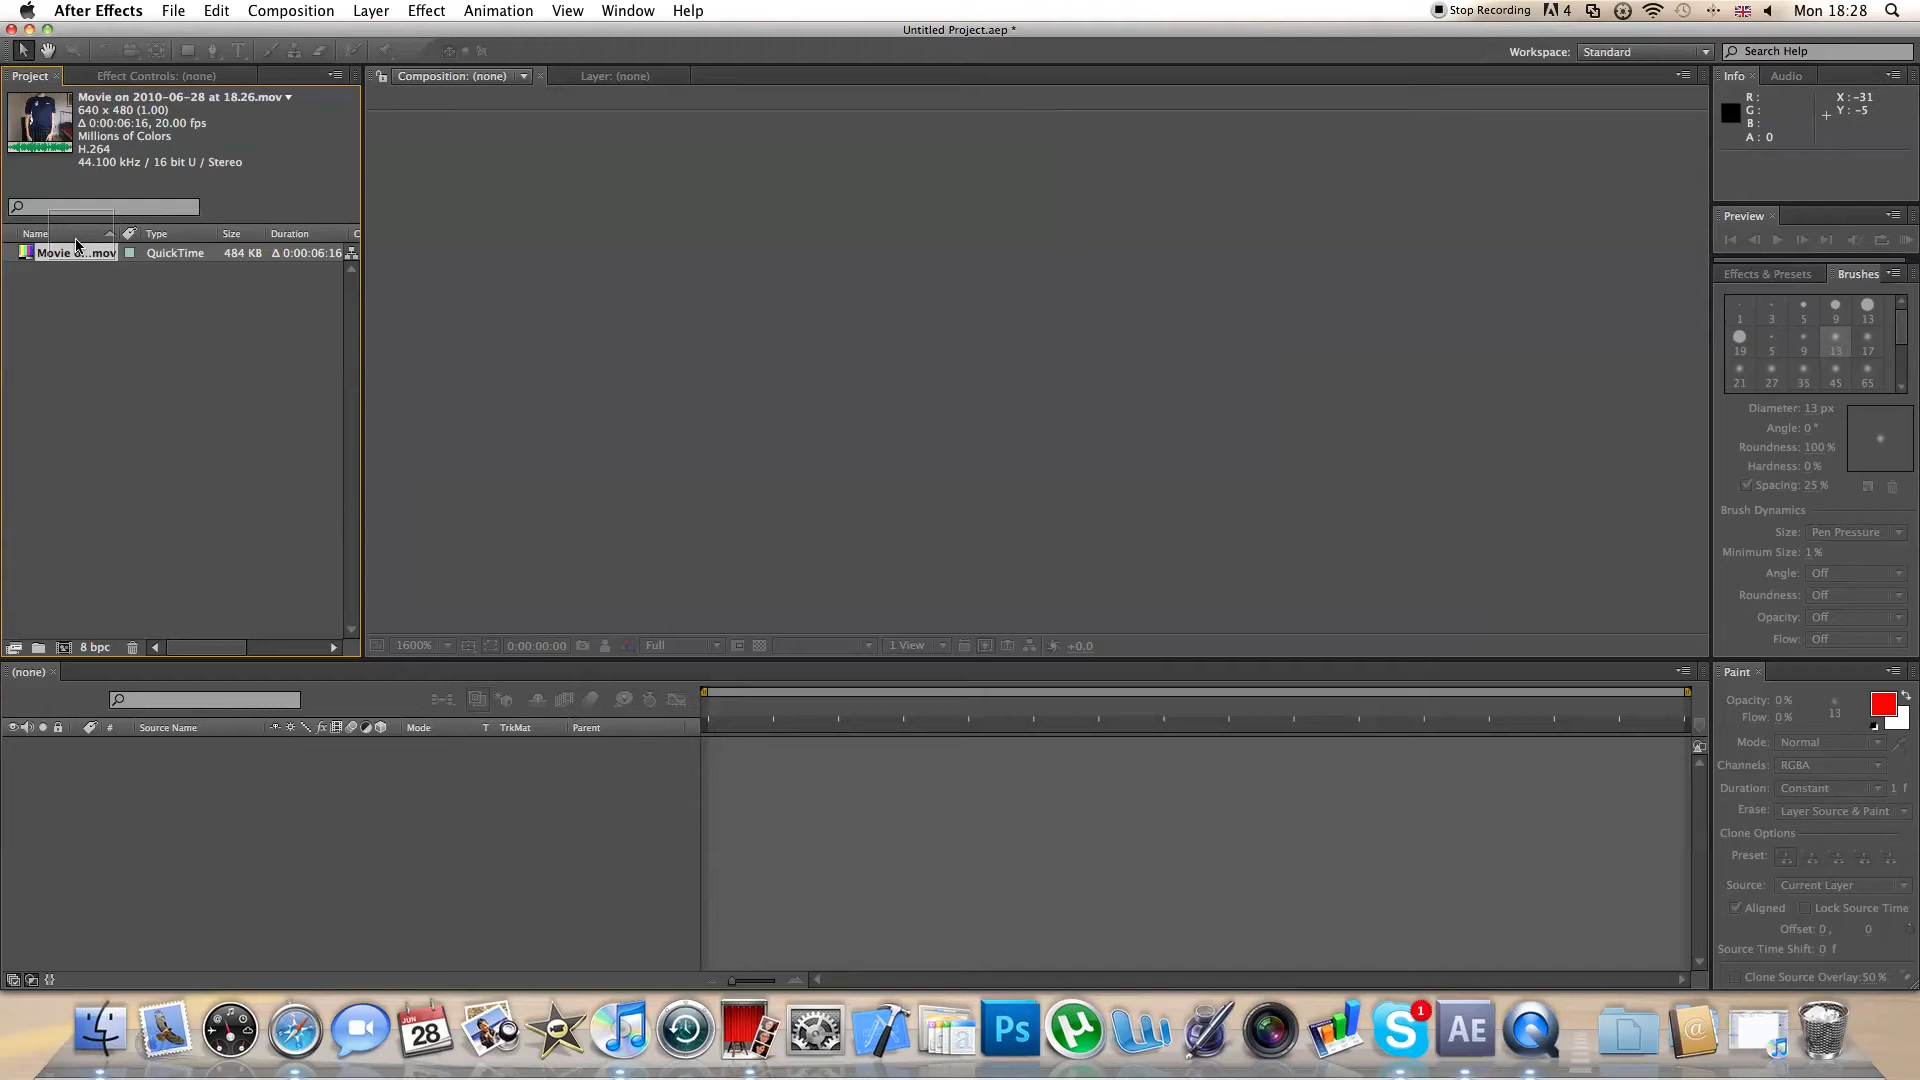 After Effects File Edit Composition Layer Effect Animation View Window Help Stop Recording 4 Mon 18:28
Untitled Project.aep *
Workspace: Standard Search Help
Project Effect Controls: (none) Composition: (none) Layer: (none) Info Audio
Movie on 2010-06-28 at 18.26.mov
640 x 480 (1.00)
Δ 0:00:06:16, 20.00 fps
Millions of Colors
H.264
44.100 kHz / 16 bit U / Stereo
R :
G :
B :
A : 0
X : -31
Y : -5
Preview
Name Type Size Duration C
Movie o...mov QuickTime 484 KB Δ 0:00:06:16
Effects & Presets Brushes
1 3 5 9 13
19 5 9 13 17
21 27 35 45 65
Diameter: 13 px
Angle: 0 °
Roundness: 100 %
Hardness: 0 %
Spacing: 25 %
Brush Dynamics
Size: Pen Pressure
Minimum Size: 1 %
Angle: Off
Roundness: Off
Opacity: Off
Flow: Off
8 bpc 1600% 0:00:00:00 Full 1 View +0.0
(none)
# Source Name fx Mode T TrkMat Parent
Paint
Opacity: 0 %
Flow: 0 %
13
Mode: Normal
Channels: RGBA
Duration: Constant 1 f
Erase: Layer Source & Paint
Clone Options
Preset:
Source: Current Layer
Aligned Lock Source Time
Offset: 0 , 0
Source Time Shift: 0 f
Clone Source Overlay: 50 %
28 Ps µ 1 AE @